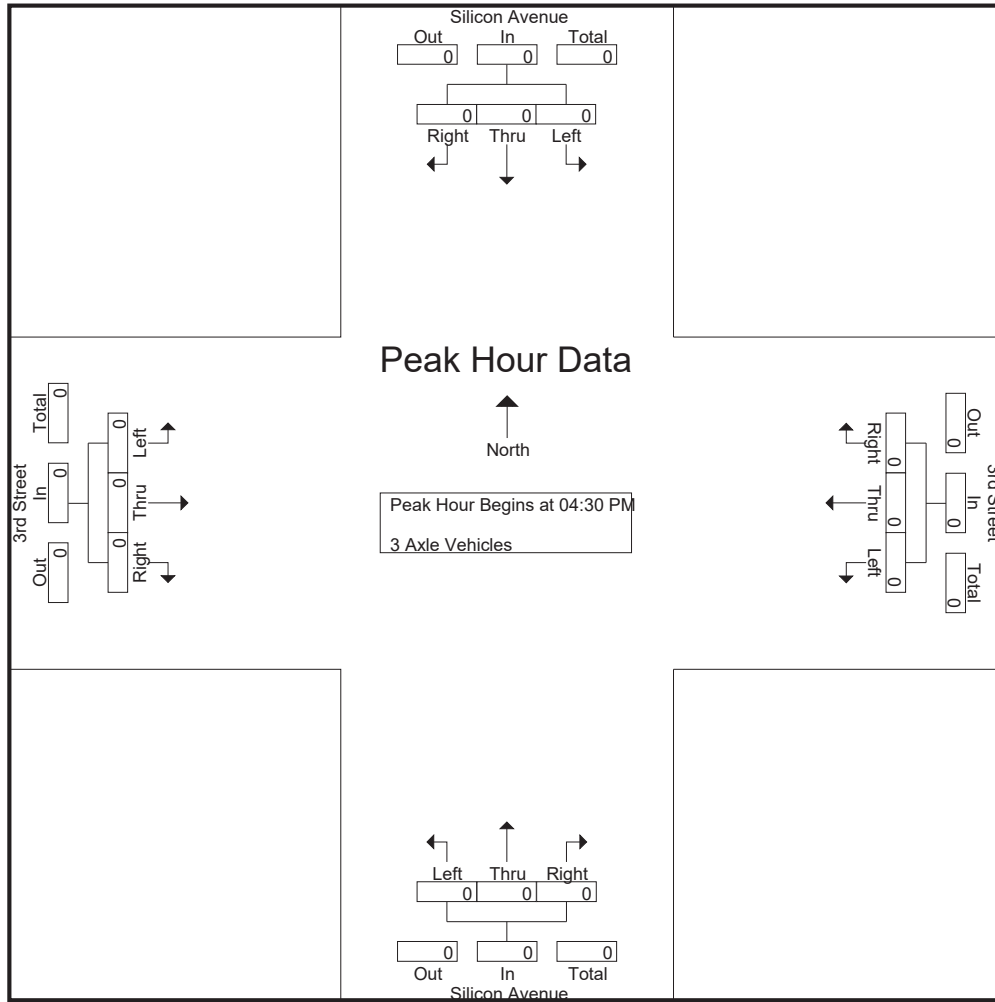 Silicon Avenue
Out In Total
0 0 0
0 0 0
Right Thru Left
Peak Hour Data
North
Peak Hour Begins at 04:30 PM
3 Axle Vehicles
3rd Street
Out In Total
0 0 0
0 0 0
Right Thru Left
3rd Street
Out In Total
0 0 0
0 0 0
Left Thru Right
Left Thru Right
0 0 0
0 0 0
Out In Total
Silicon Avenue